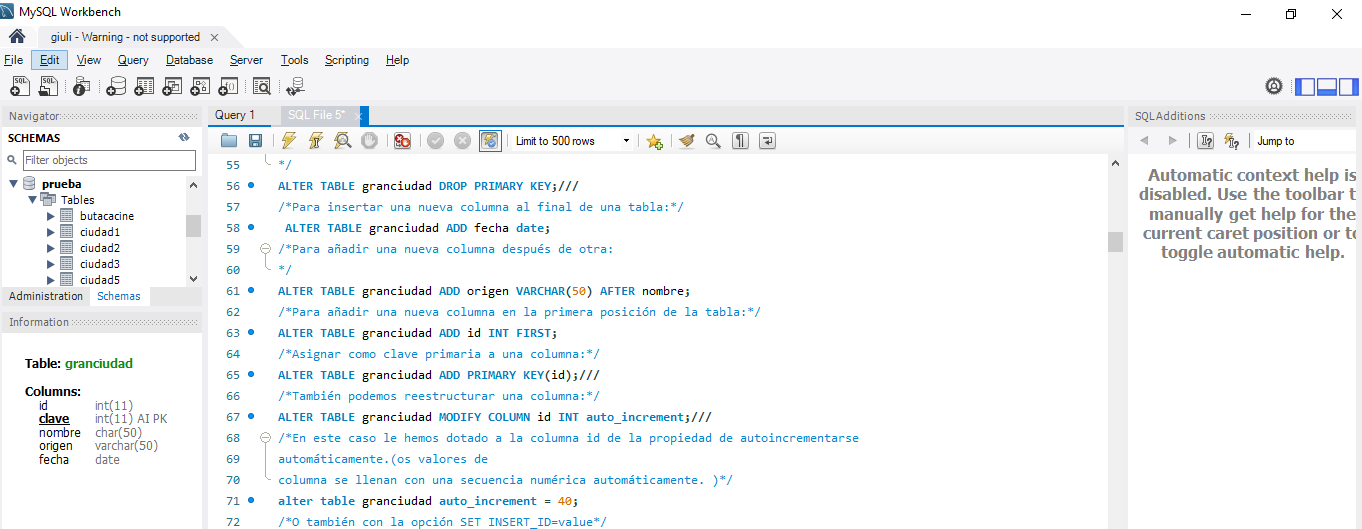 MySQL Workbench
giuli - Warning - not supported
File Edit View Query Database Server Tools Scripting Help
Navigator
SCHEMAS
Filter objects
prueba
Tables
butacacine
ciudad1
ciudad2
ciudad3
ciudad5
Administration Schemas
Information
Table: granciudad
Columns:
id int(11)
clave int(11) AI PK
nombre char(50)
origen varchar(50)
fecha date
Query 1 SQL File 5*
Limit to 500 rows
55 */
56 ALTER TABLE granciudad DROP PRIMARY KEY;///
57 /*Para insertar una nueva columna al final de una tabla:*/
58 ALTER TABLE granciudad ADD fecha date;
59 /*Para añadir una nueva columna después de otra:
60 */
61 ALTER TABLE granciudad ADD origen VARCHAR(50) AFTER nombre;
62 /*Para añadir una nueva columna en la primera posición de la tabla:*/
63 ALTER TABLE granciudad ADD id INT FIRST;
64 /*Asignar como clave primaria a una columna:*/
65 ALTER TABLE granciudad ADD PRIMARY KEY(id);///
66 /*También podemos reestructurar una columna:*/
67 ALTER TABLE granciudad MODIFY COLUMN id INT auto_increment;///
68 /*En este caso le hemos dotado a la columna id de la propiedad de autoincrementarse
69 automáticamente.(os valores de
70 columna se llenan con una secuencia numérica automáticamente. )*/
71 alter table granciudad auto_increment = 40;
72 /*O también con la opción SET INSERT_ID=value*/
SQLAdditions
Jump to
Automatic context help is
disabled. Use the toolbar t
manually get help for the
current caret position or to
toggle automatic help.